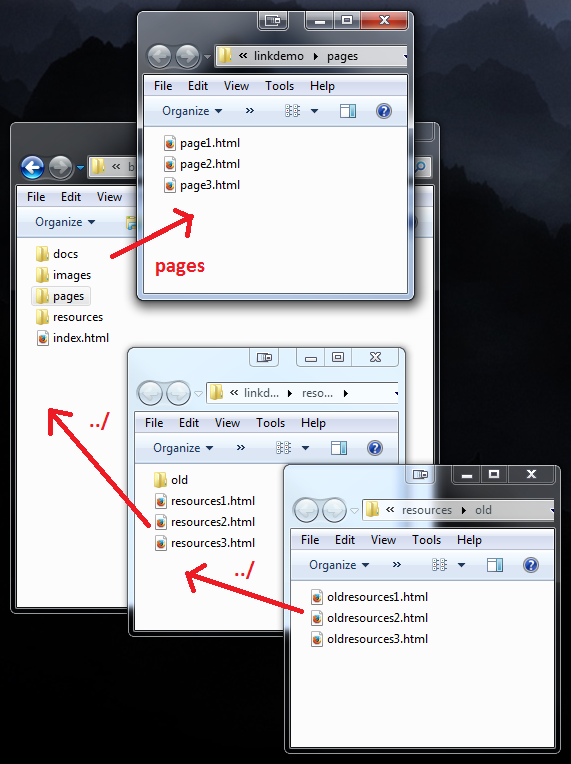 « linkdemo ▸ pages
File Edit View Tools Help
Organize »
page1.html
page2.html
page3.html
pages
« b
File Edit View
Organize
docs
images
pages
resources
index.html
../
« linkd... ▸ reso... ▸
File Edit View Tools Help
Organize »
old
resources1.html
resources2.html
resources3.html
../
« resources ▸ old
File Edit View Tools Help
Organize »
oldresources1.html
oldresources2.html
oldresources3.html